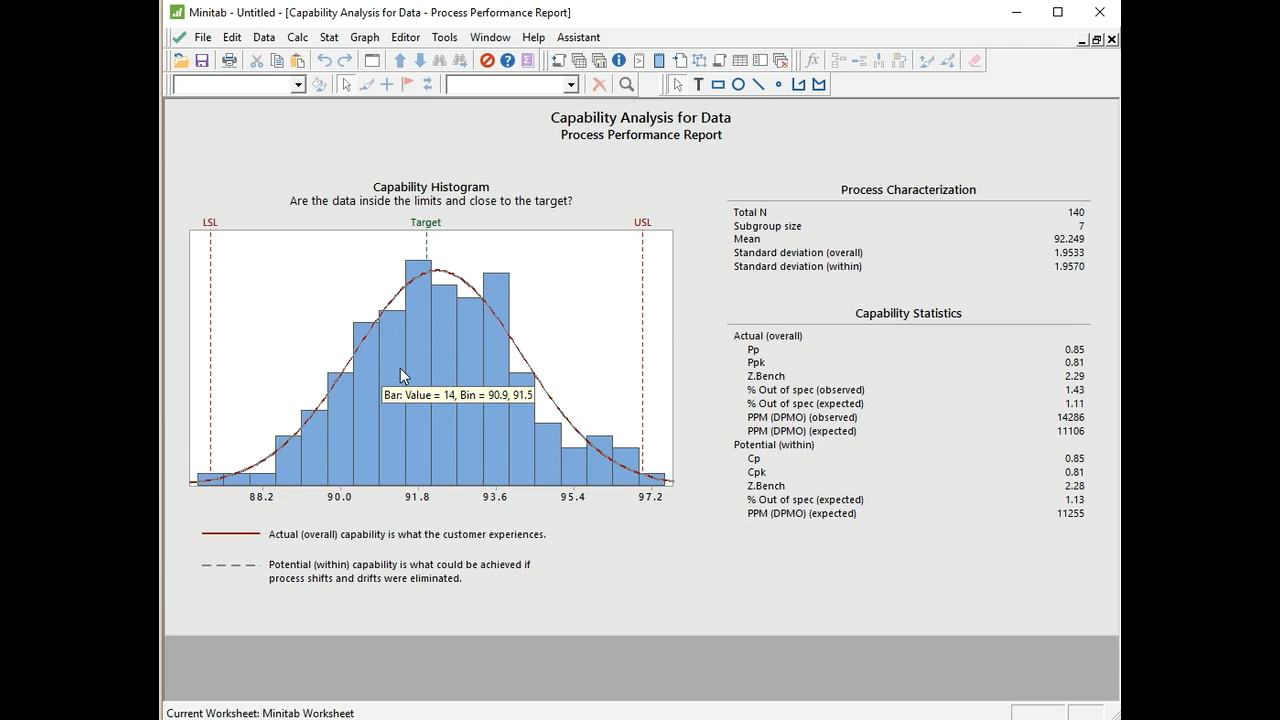 Minitab - Untitled - [Capability Analysis for Data - Process Performance Report]
File Edit Data Calc Stat Graph Editor Tools Window Help Assistant
Capability Analysis for Data
Process Performance Report
Capability Histogram
Are the data inside the limits and close to the target?
LSL Target USL
Bar: Value = 14, Bin = 90.9, 91.5
88.2 90.0 91.8 93.6 95.4 97.2
Actual (overall) capability is what the customer experiences.
Potential (within) capability is what could be achieved if
process shifts and drifts were eliminated.
Process Characterization
Total N 140
Subgroup size 7
Mean 92.249
Standard deviation (overall) 1.9533
Standard deviation (within) 1.9570
Capability Statistics
Actual (overall)
Pp 0.85
Ppk 0.81
Z.Bench 2.29
% Out of spec (observed) 1.43
% Out of spec (expected) 1.11
PPM (DPMO) (observed) 14286
PPM (DPMO) (expected) 11106
Potential (within)
Cp 0.85
Cpk 0.81
Z.Bench 2.28
% Out of spec (expected) 1.13
PPM (DPMO) (expected) 11255
Current Worksheet: Minitab Worksheet